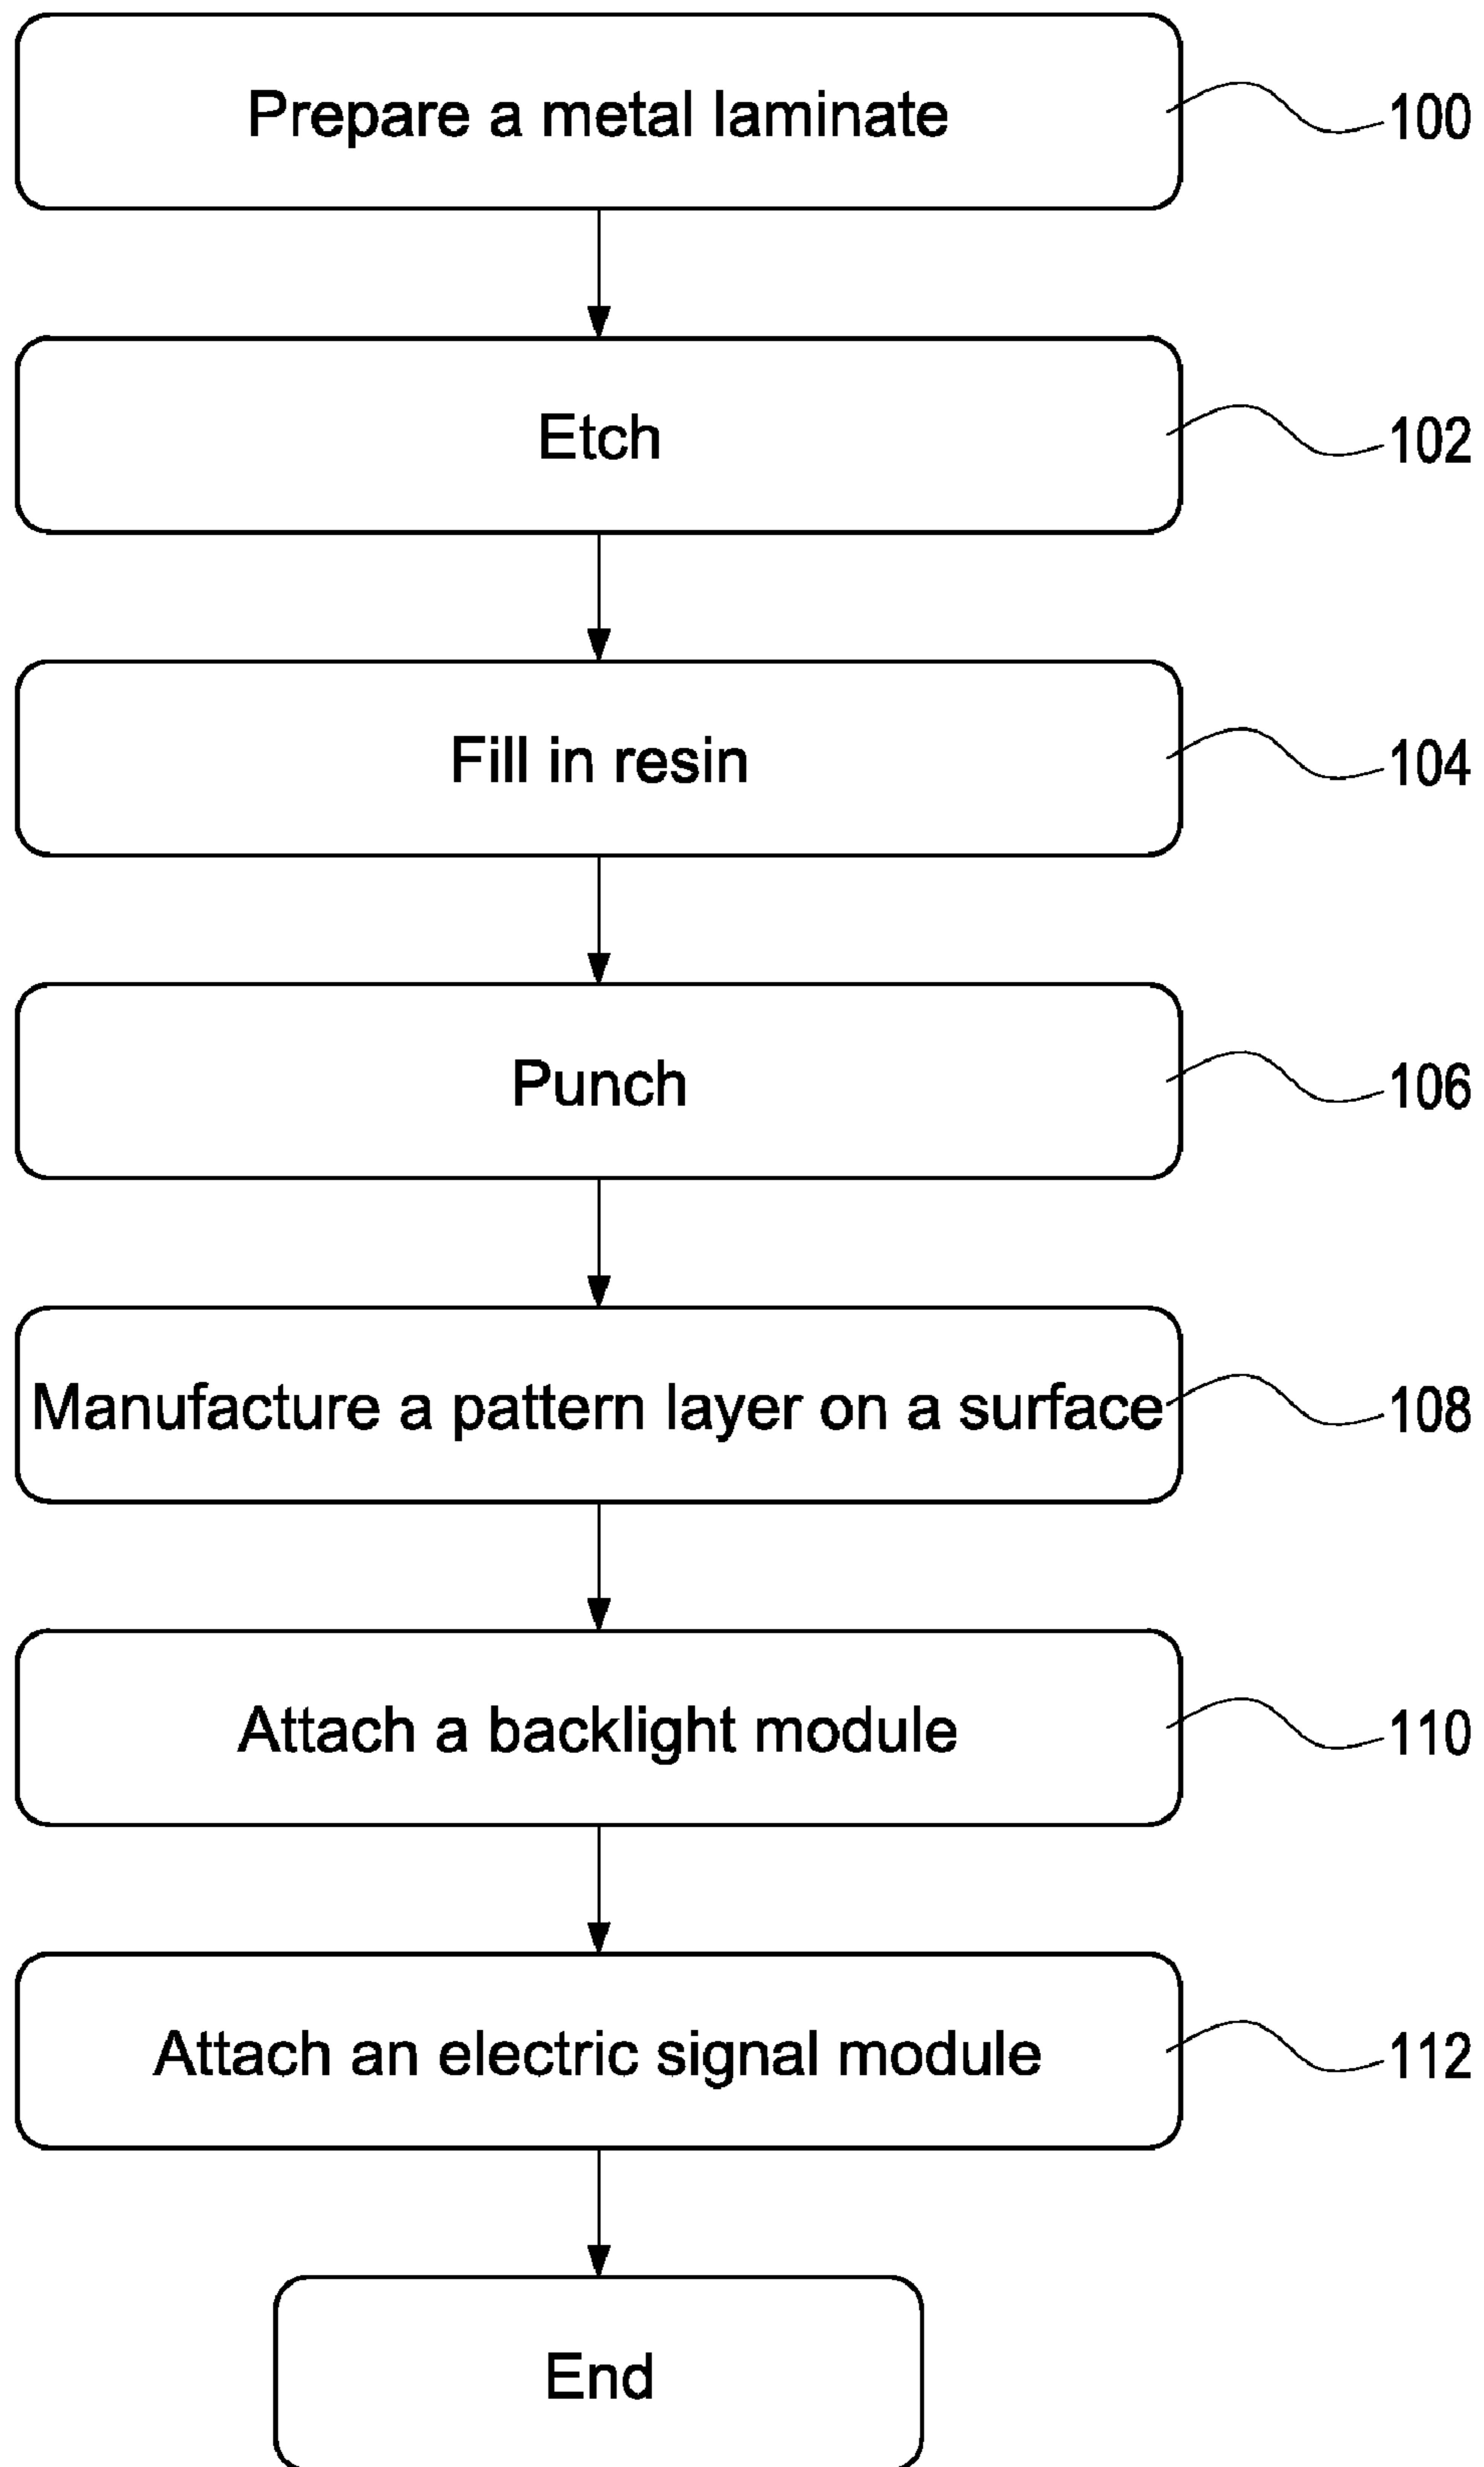 Prepare a metal laminate 100
Etch 102
Fill in resin 104
Punch 106
Manufacture a pattern layer on a surface 108
Attach a backlight module 110
Attach an electric signal module 112
End